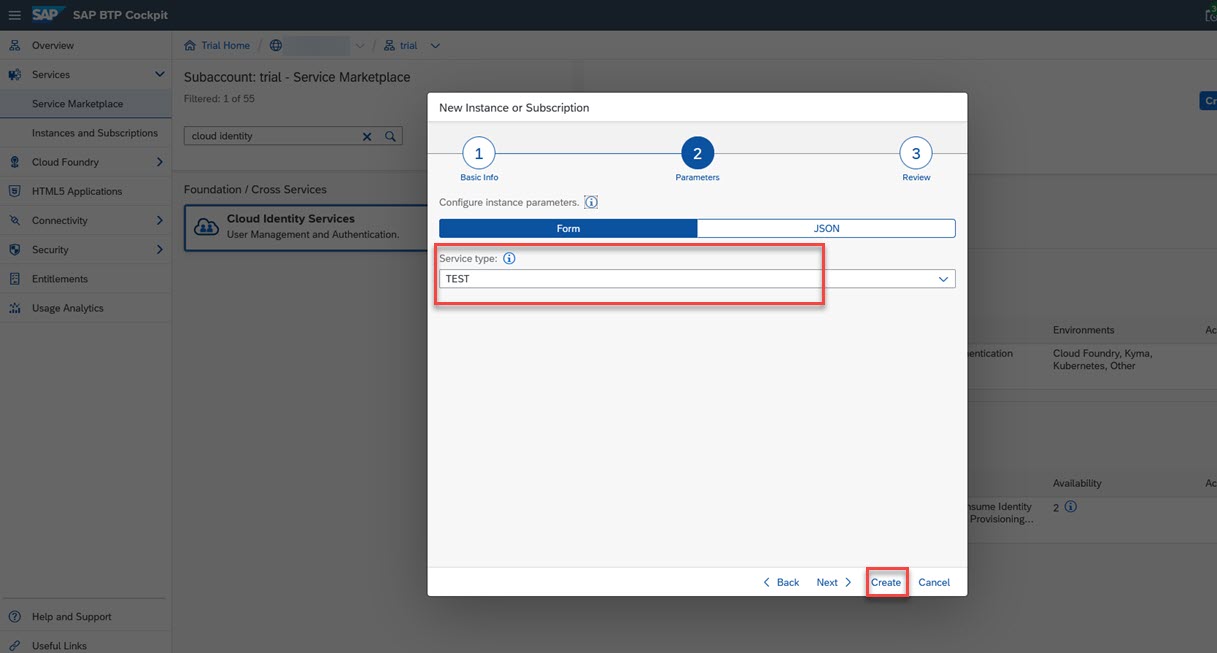 SAP SAP BTP Cockpit
Overview
Services
Service Marketplace
Instances and Subscriptions
Cloud Foundry
HTML5 Applications
Connectivity
Security
Entitlements
Usage Analytics
Help and Support
Useful Links
Trial Home / / trial
Subaccount: trial - Service Marketplace
Filtered: 1 of 55
cloud identity
Foundation / Cross Services
Cloud Identity Services
User Management and Authentication.
New Instance or Subscription
1 2 3
Basic Info Parameters Review
Configure instance parameters.
Form JSON
Service type:
TEST
Back Next Create Cancel
Environments
Cloud Foundry, Kyma,
Kubernetes, Other
Availability
Identity
2
Provisioning...